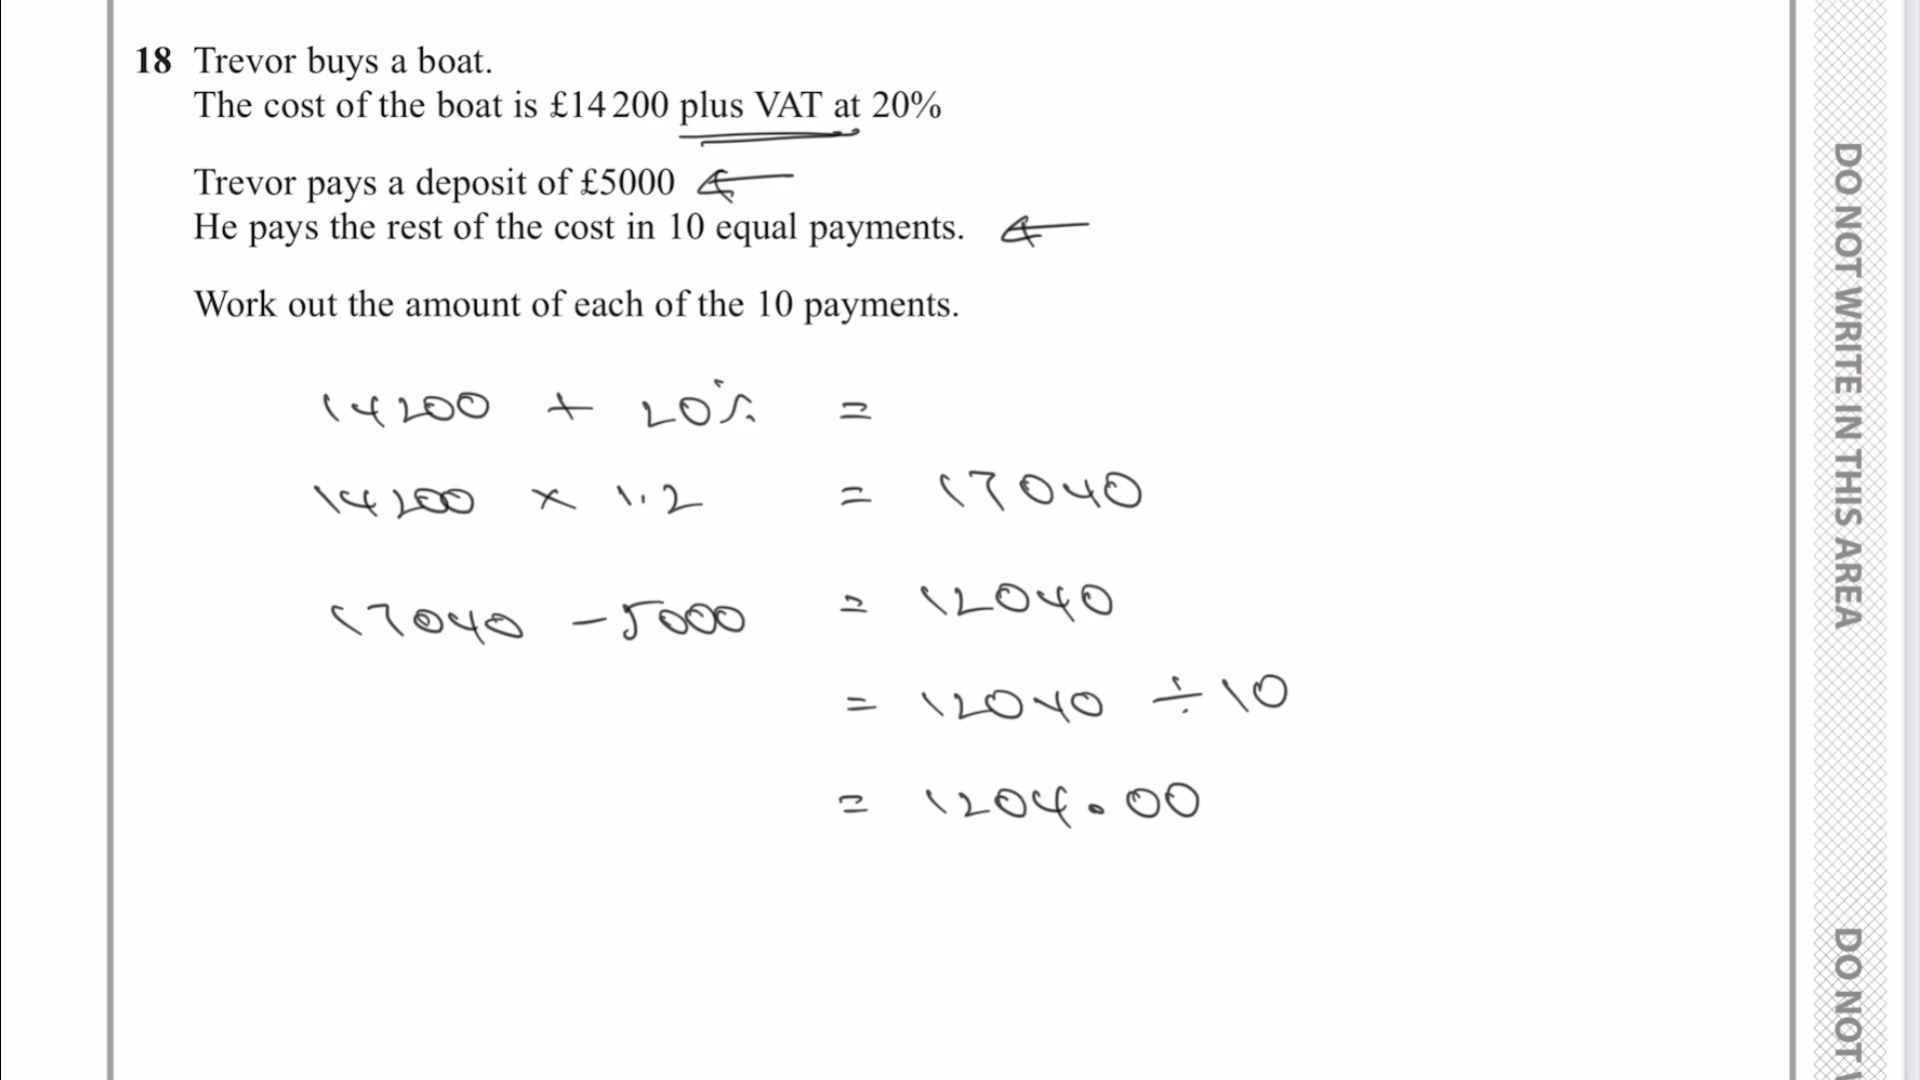 18 Trevor buys a boat.
The cost of the boat is £14 200 plus VAT at 20%
Trevor pays a deposit of £5000
He pays the rest of the cost in 10 equal payments.
Work out the amount of each of the 10 payments.
14200 + 20% =
14200 × 1.2 = 17040
17040 - 5000 = 12040
= 12040 ÷ 10
= 1204.00
DO NOT WRITE IN THIS AREA
DO NOT